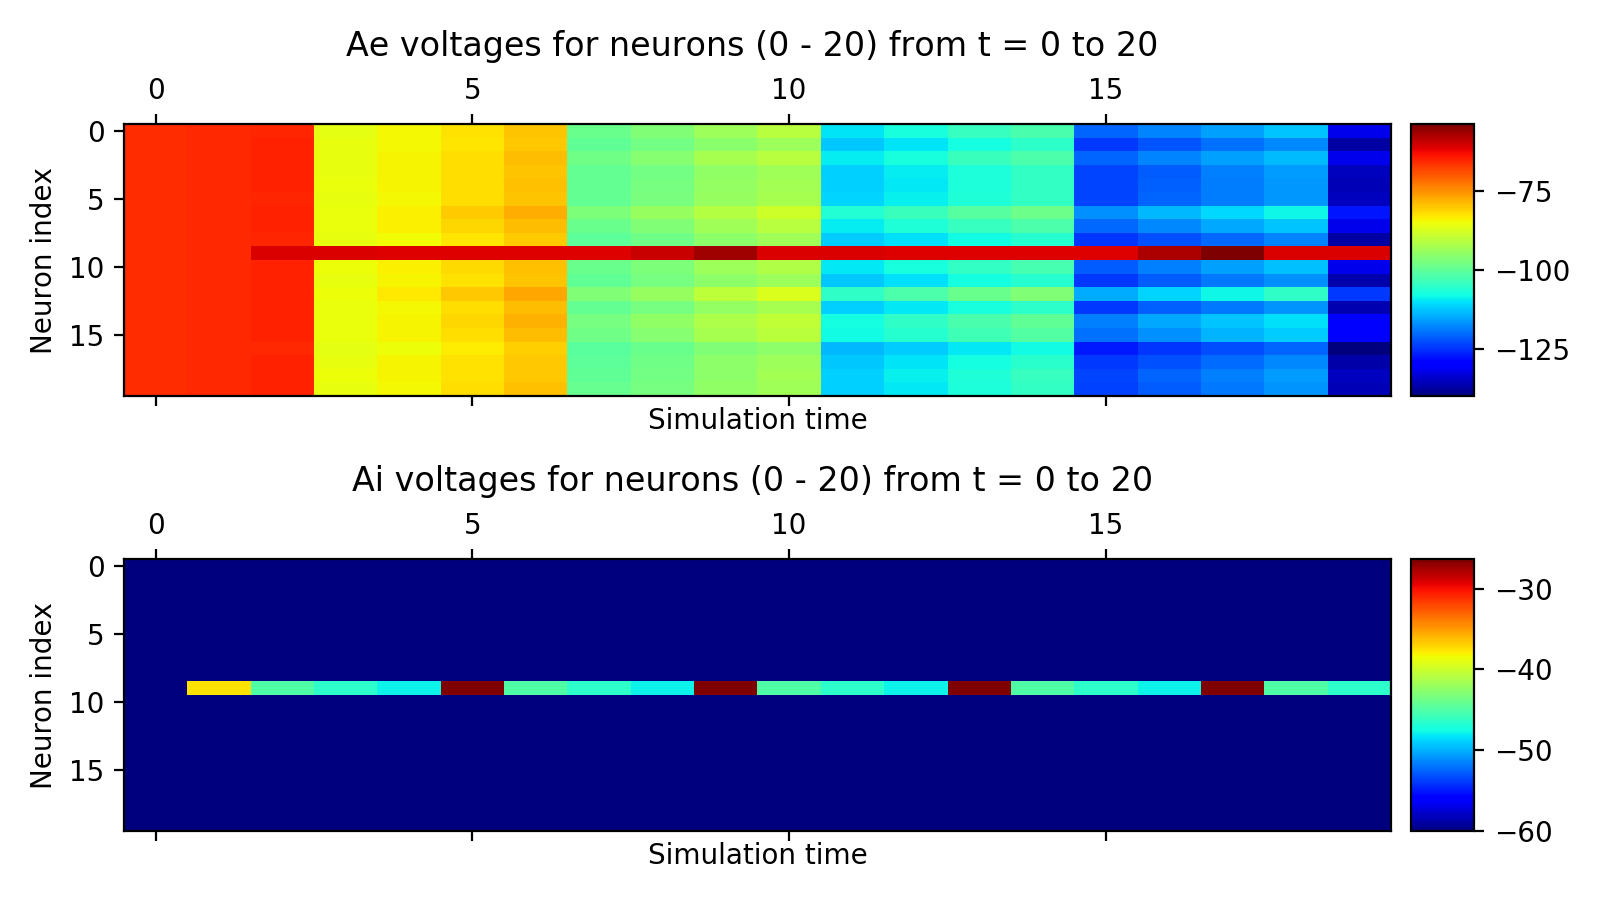 Ae voltages for neurons (0 - 20) from t = 0 to 20
0 5 10 15
Neuron index
0
5
10
15
−75
−100
−125
Simulation time
Ai voltages for neurons (0 - 20) from t = 0 to 20
0 5 10 15
Neuron index
0
5
10
15
−30
−40
−50
−60
Simulation time